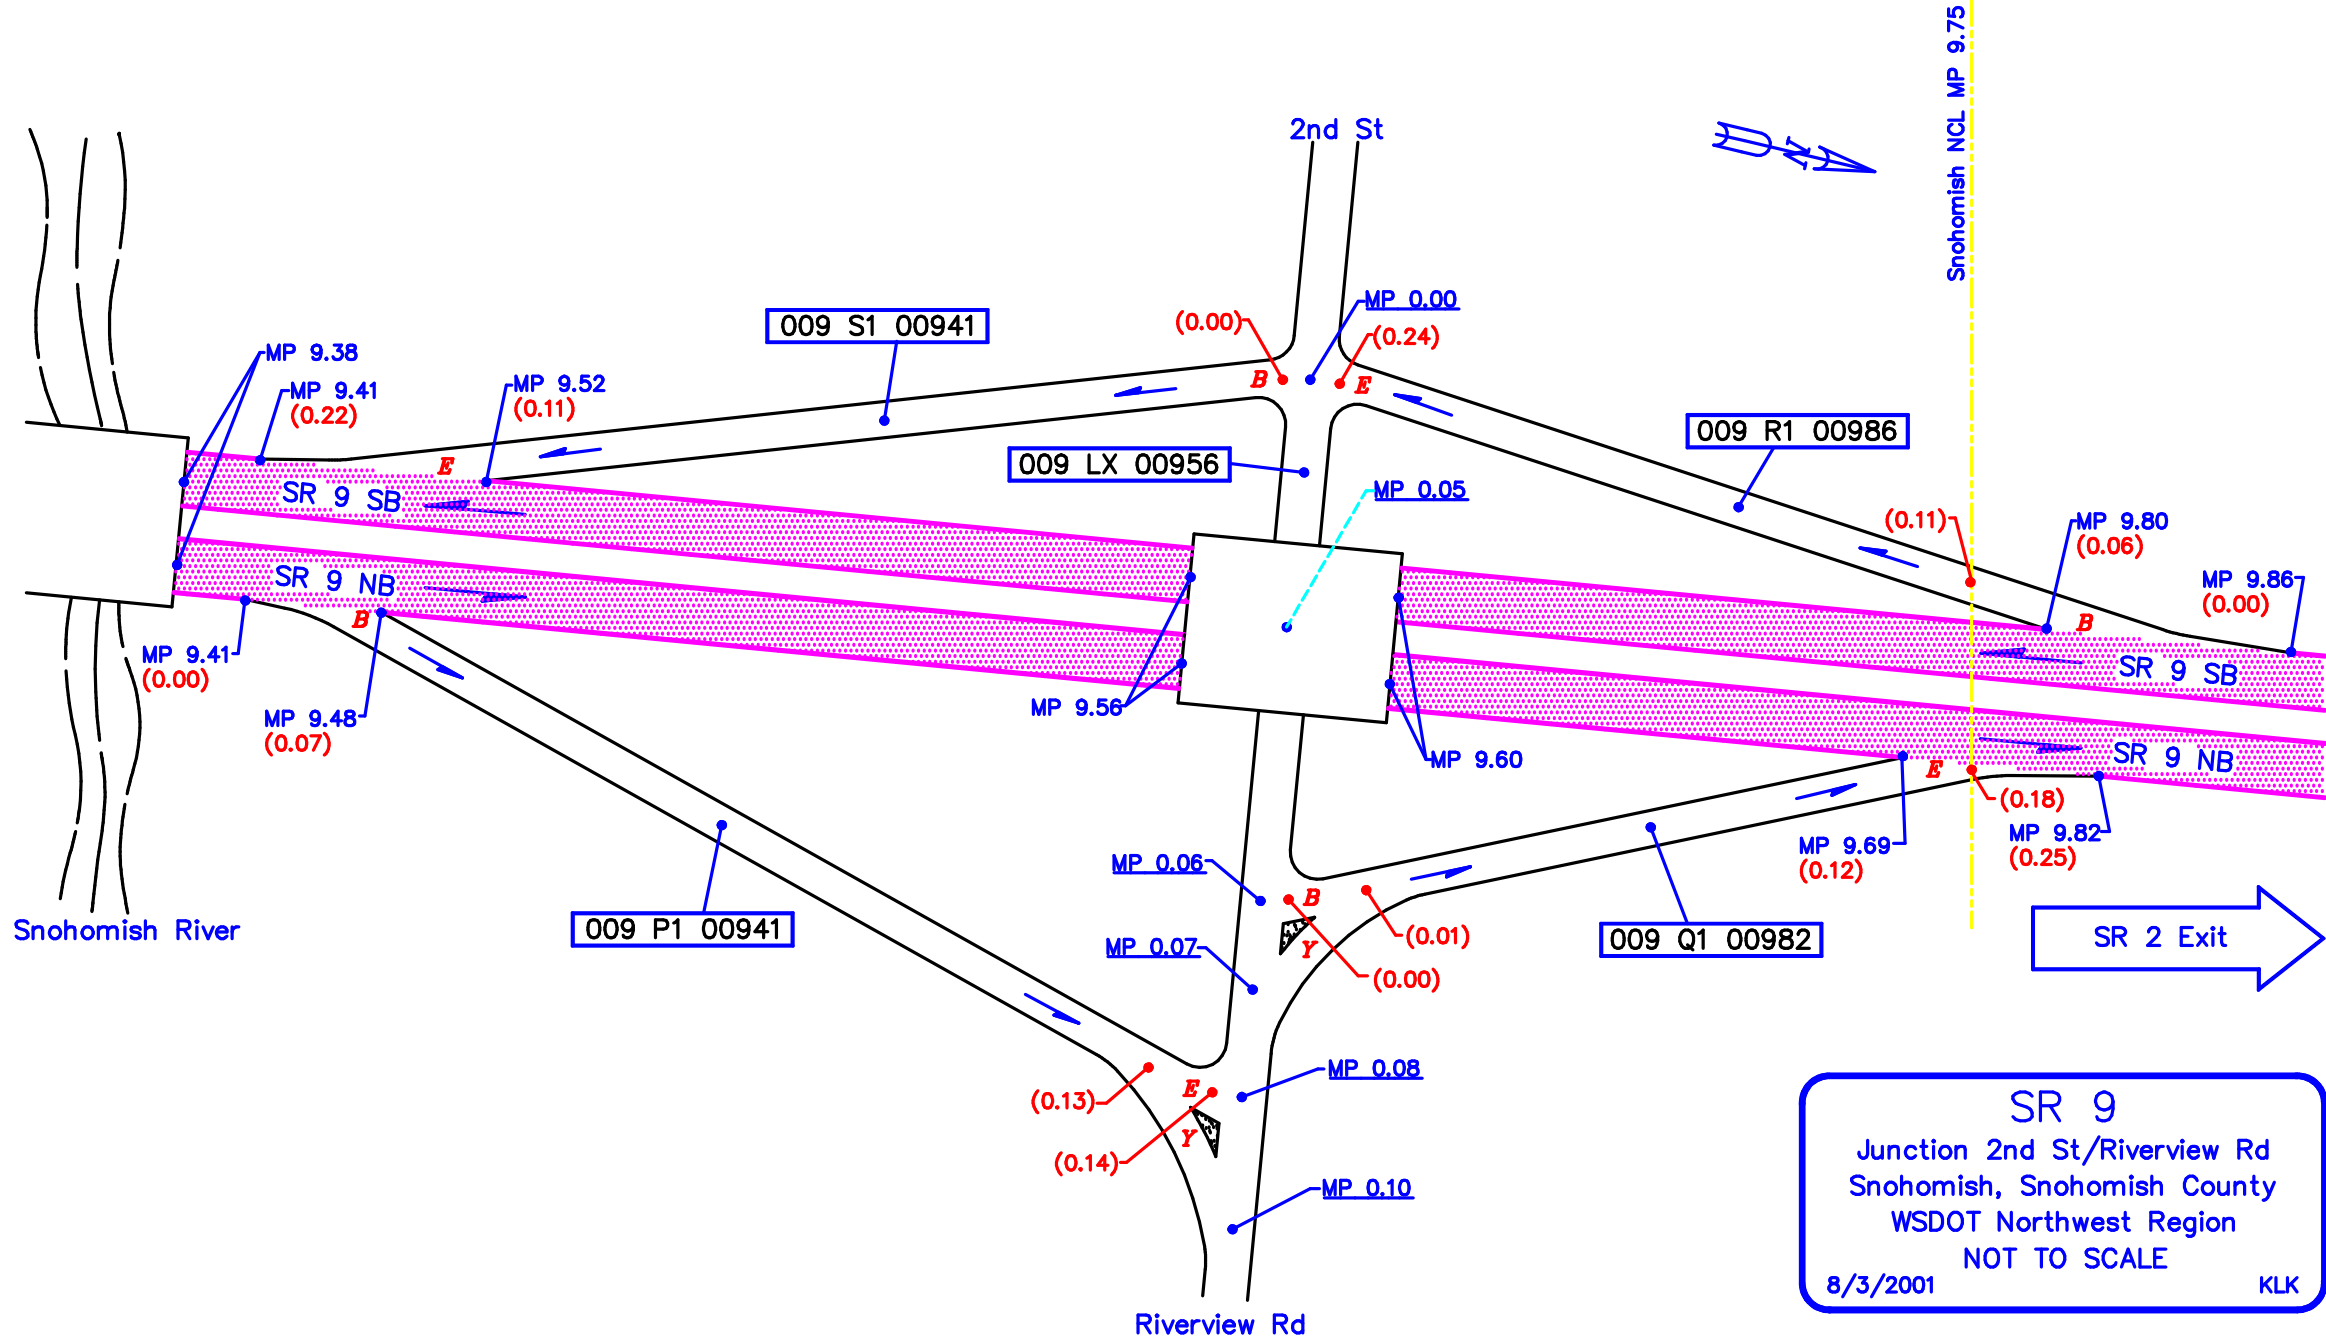 Snohomish NCL MP 9.75
2nd St
N
MP 0.00
(0.00)
(0.24)
009 S1 00941
MP 9.38
MP 9.41
(0.22)
MP 9.52
(0.11)
B
E
009 R1 00986
009 LX 00956
E
SR 9 SB
MP 0.05
(0.11)
MP 9.80
(0.06)
SR 9 NB
MP 9.86
(0.00)
B
B
MP 9.41
(0.00)
SR 9 SB
MP 9.48
(0.07)
MP 9.56
MP 9.60
SR 9 NB
E
(0.18)
MP 9.69
(0.12)
MP 9.82
(0.25)
MP 0.06
B
Snohomish River
009 P1 00941
MP 0.07
Y
(0.01)
009 Q1 00982
SR 2 Exit
(0.00)
MP 0.08
E
(0.13)
Y
(0.14)
MP 0.10
Riverview Rd
SR 9
Junction 2nd St/Riverview Rd
Snohomish, Snohomish County
WSDOT Northwest Region
NOT TO SCALE
8/3/2001 KLK